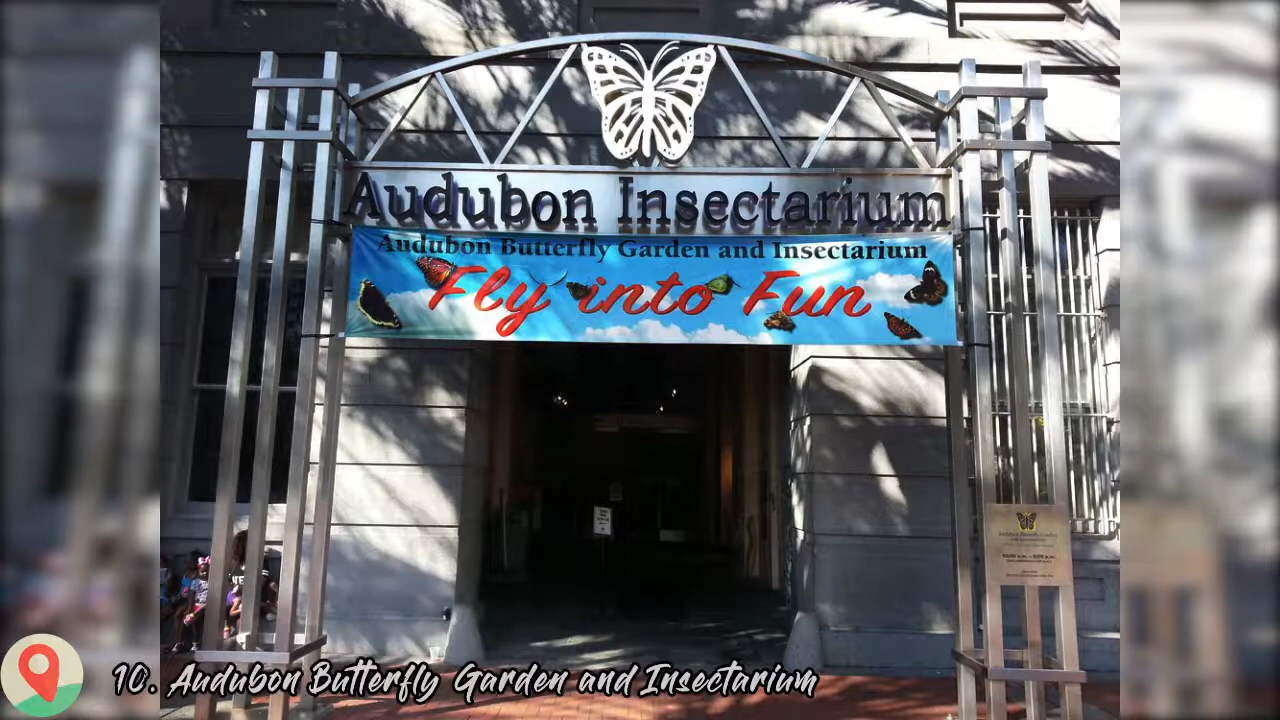 Audubon Insectarium
Audubon Butterfly Garden and Insectarium
Fly into Fun
10. Audubon Butterfly Garden and Insectarium